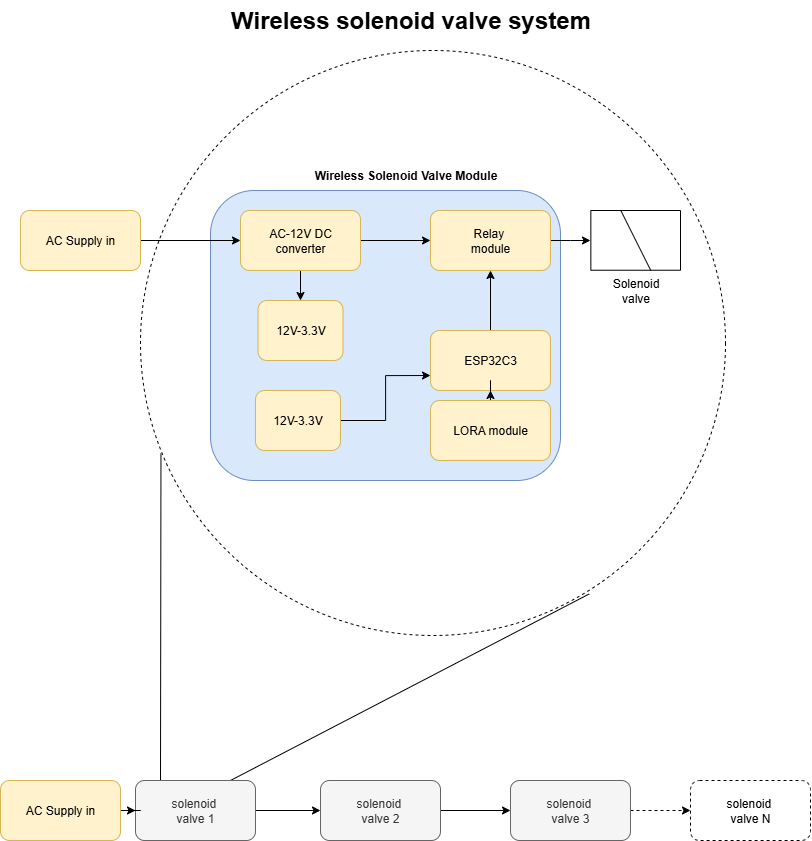 Wireless solenoid valve system
Wireless Solenoid Valve Module
AC Supply in
AC-12V DC
converter
Relay
module
Solenoid
valve
12V-3.3V
ESP32C3
12V-3.3V
LORA module
AC Supply in
solenoid
valve 1
solenoid
valve 2
solenoid
valve 3
solenoid
valve N